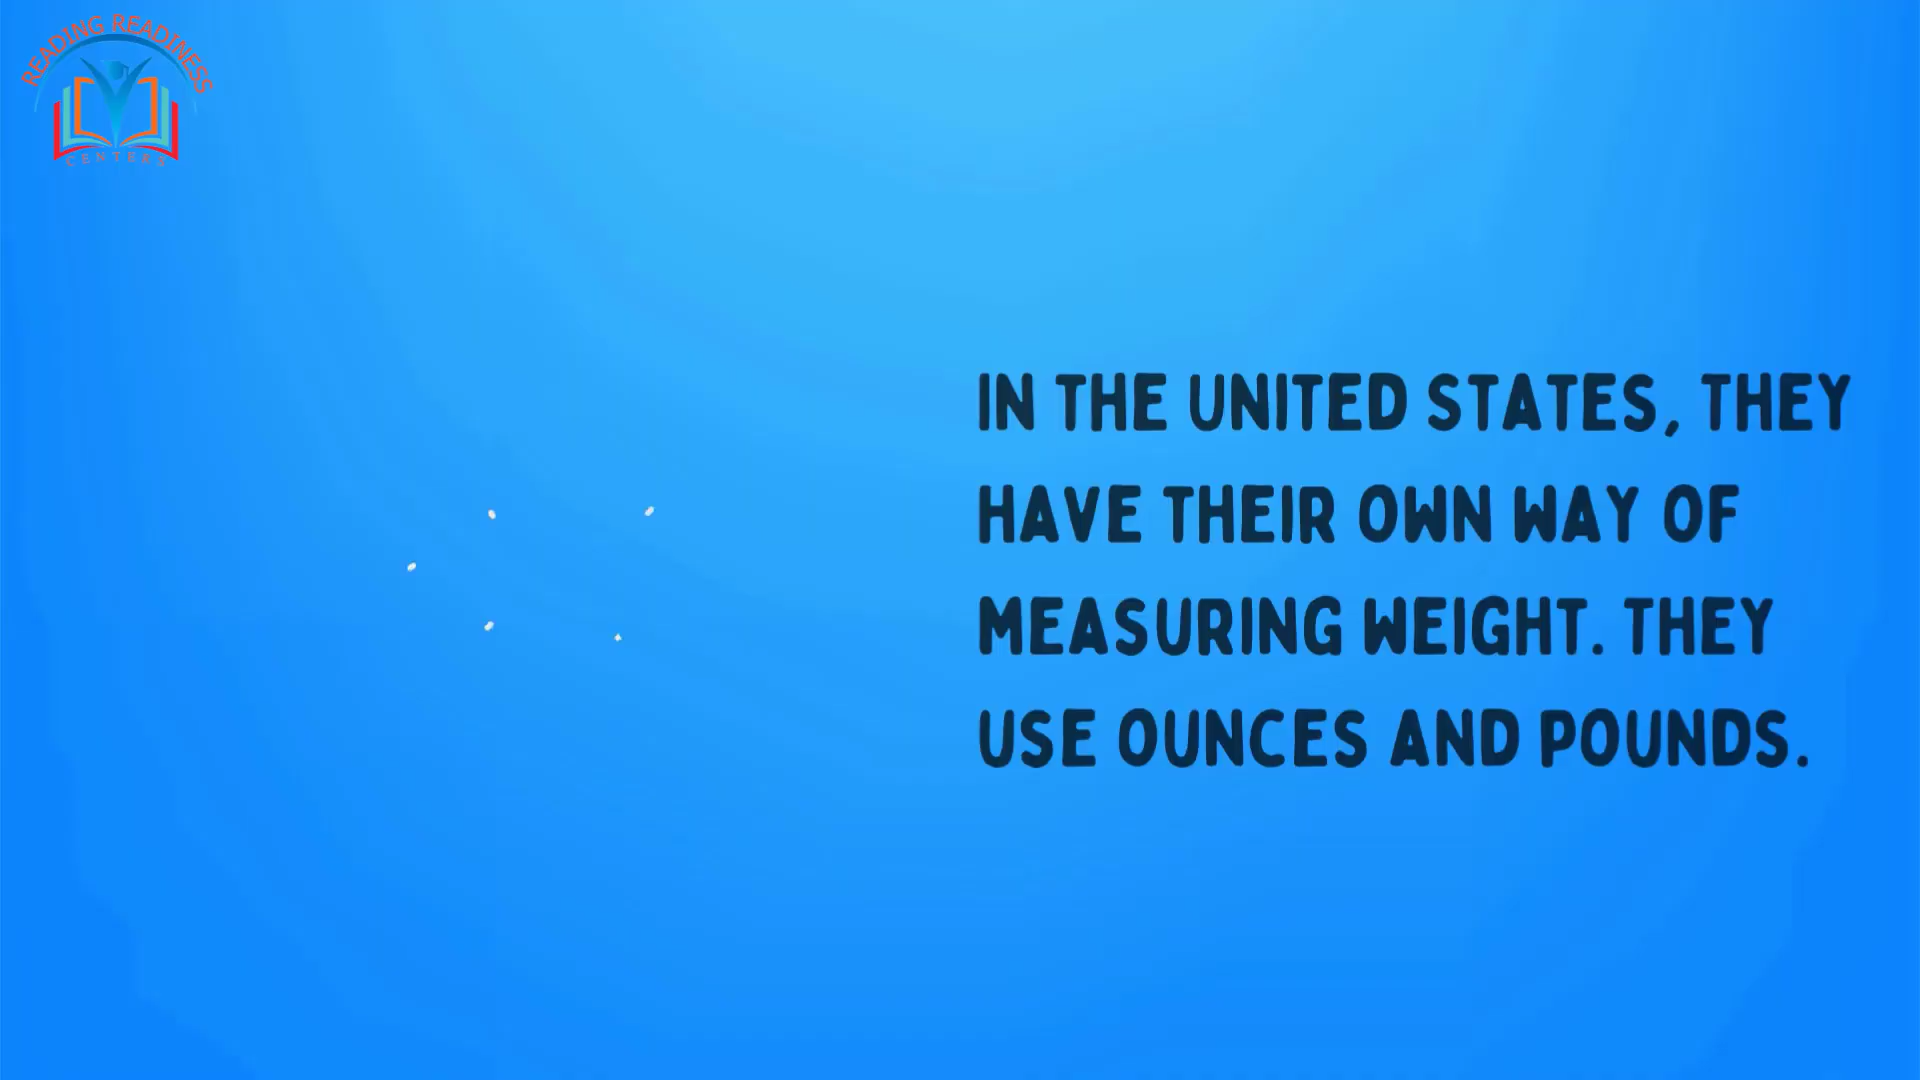 READING READINESS
CENTERS
IN THE UNITED STATES, THEY
HAVE THEIR OWN WAY OF
MEASURING WEIGHT. THEY
USE OUNCES AND POUNDS.